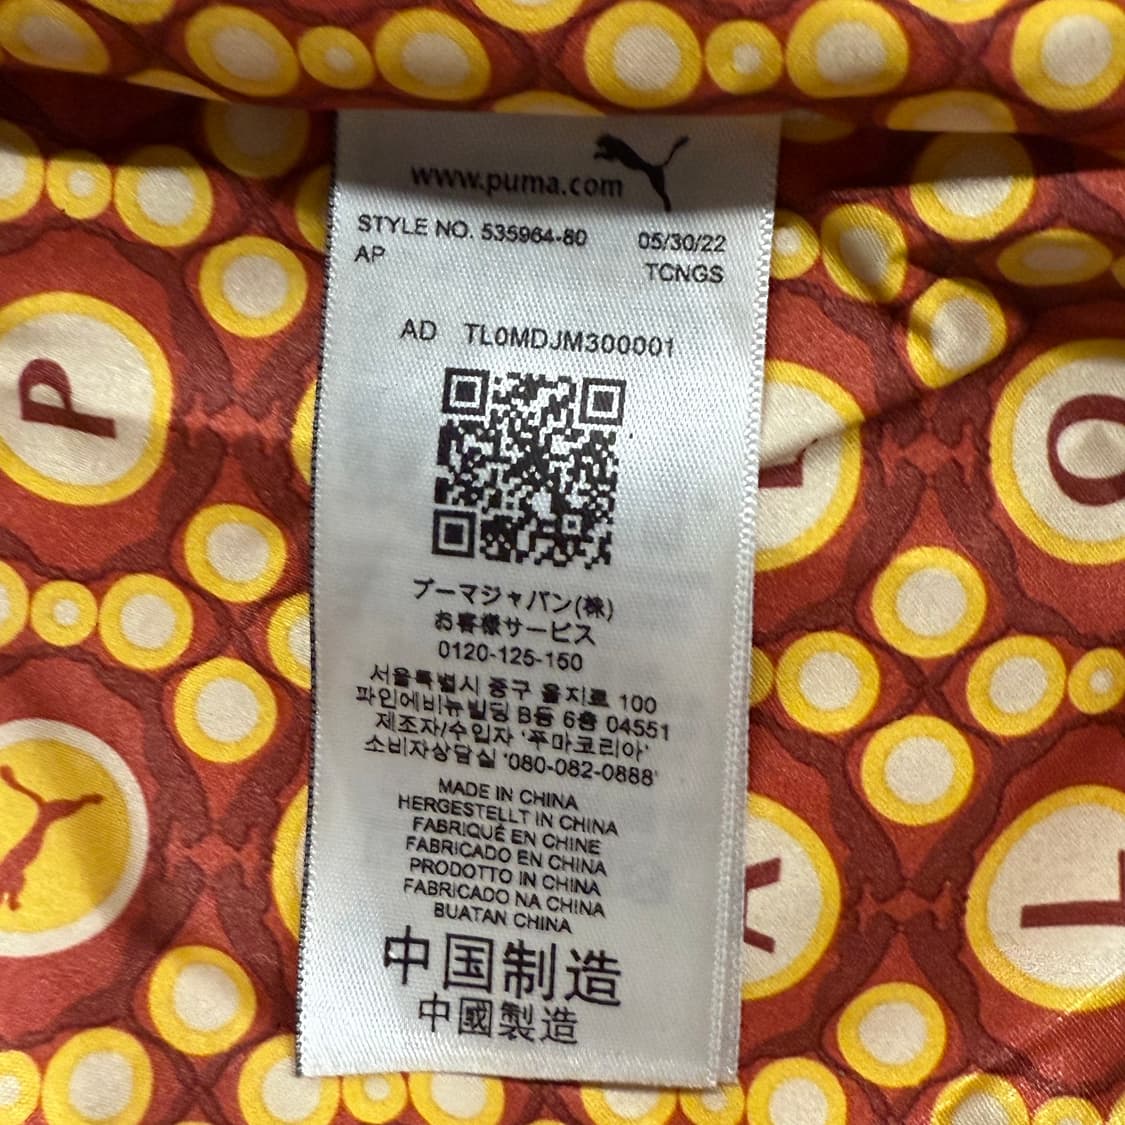 www.puma.com
STYLE NO. 535964-80 05/30/22
AP TCNGS
AD TL0MDJM300001
プーマジャパン(株)
お客様サービス
0120-125-150
서울특별시 중구 을지로 100
파인에비뉴빌딩 B동 6층 04551
제조자/수입자 '푸마코리아'
소비자상담실 '080-082-0888'
MADE IN CHINA
HERGESTELLT IN CHINA
FABRIQUÉ EN CHINE
FABRICADO EN CHINA
PRODOTTO IN CHINA
FABRICADO NA CHINA
BUATAN CHINA
中国制造
中國製造
P
O
A
L